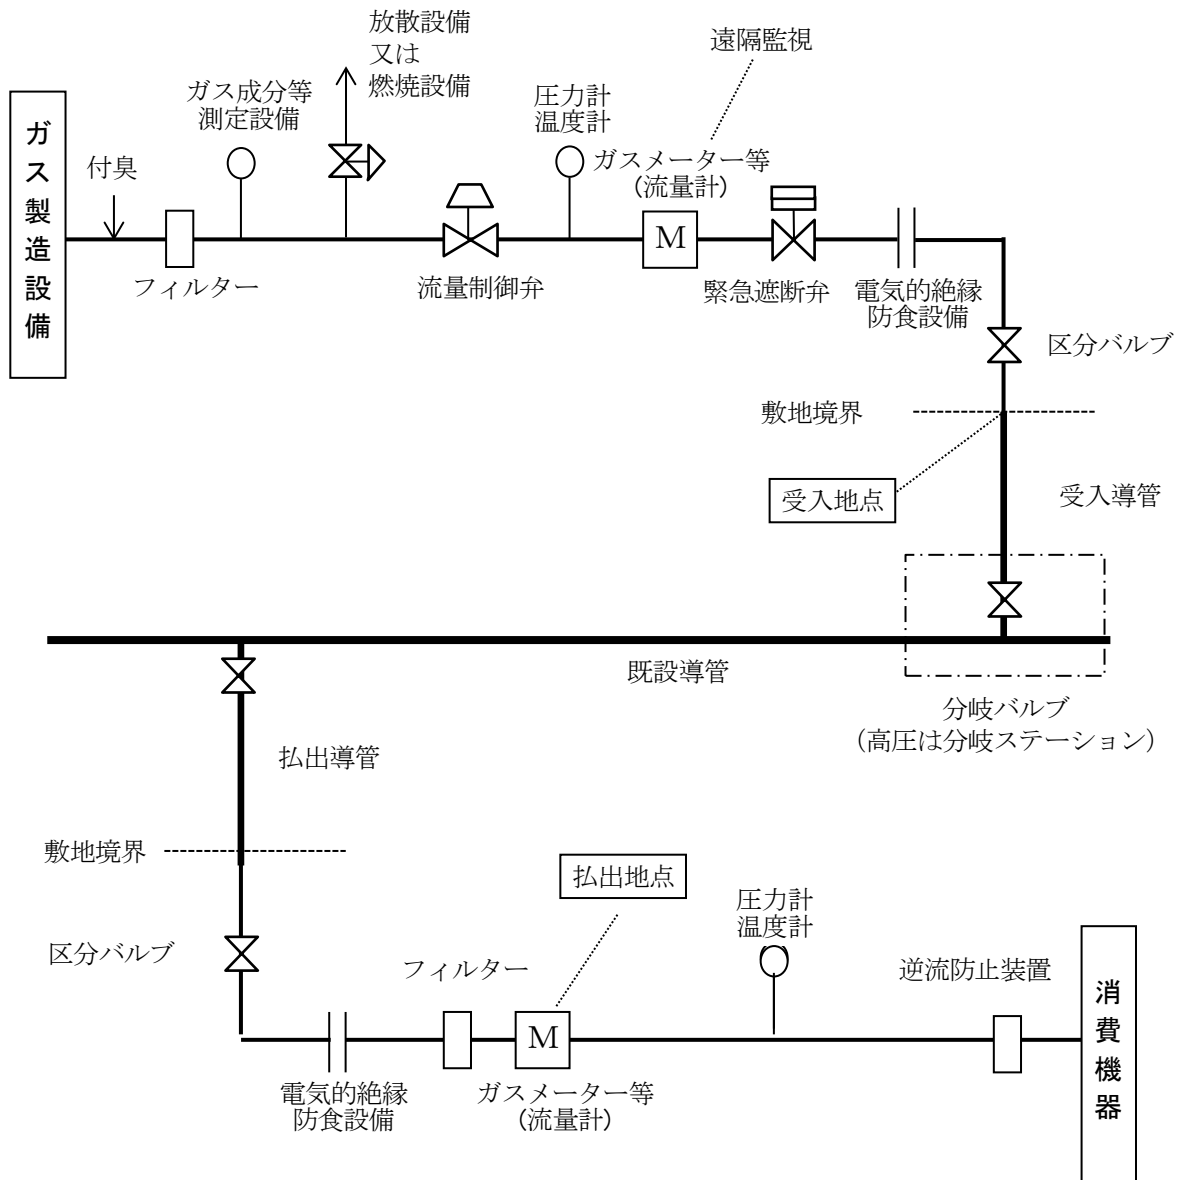 放散設備
又は
燃焼設備
遠隔監視
ガス成分等
測定設備
圧力計
温度計
ガス製造設備
付臭
ガスメーター等
(流量計)
M
フィルター
流量制御弁
緊急遮断弁
電気的絶縁
防食設備
区分バルブ
敷地境界
受入地点
受入導管
既設導管
分岐バルブ
（高圧は分岐ステーション）
払出導管
敷地境界
払出地点
圧力計
温度計
区分バルブ
フィルター
逆流防止装置
消費機器
M
電気的絶縁
防食設備
ガスメーター等
(流量計)